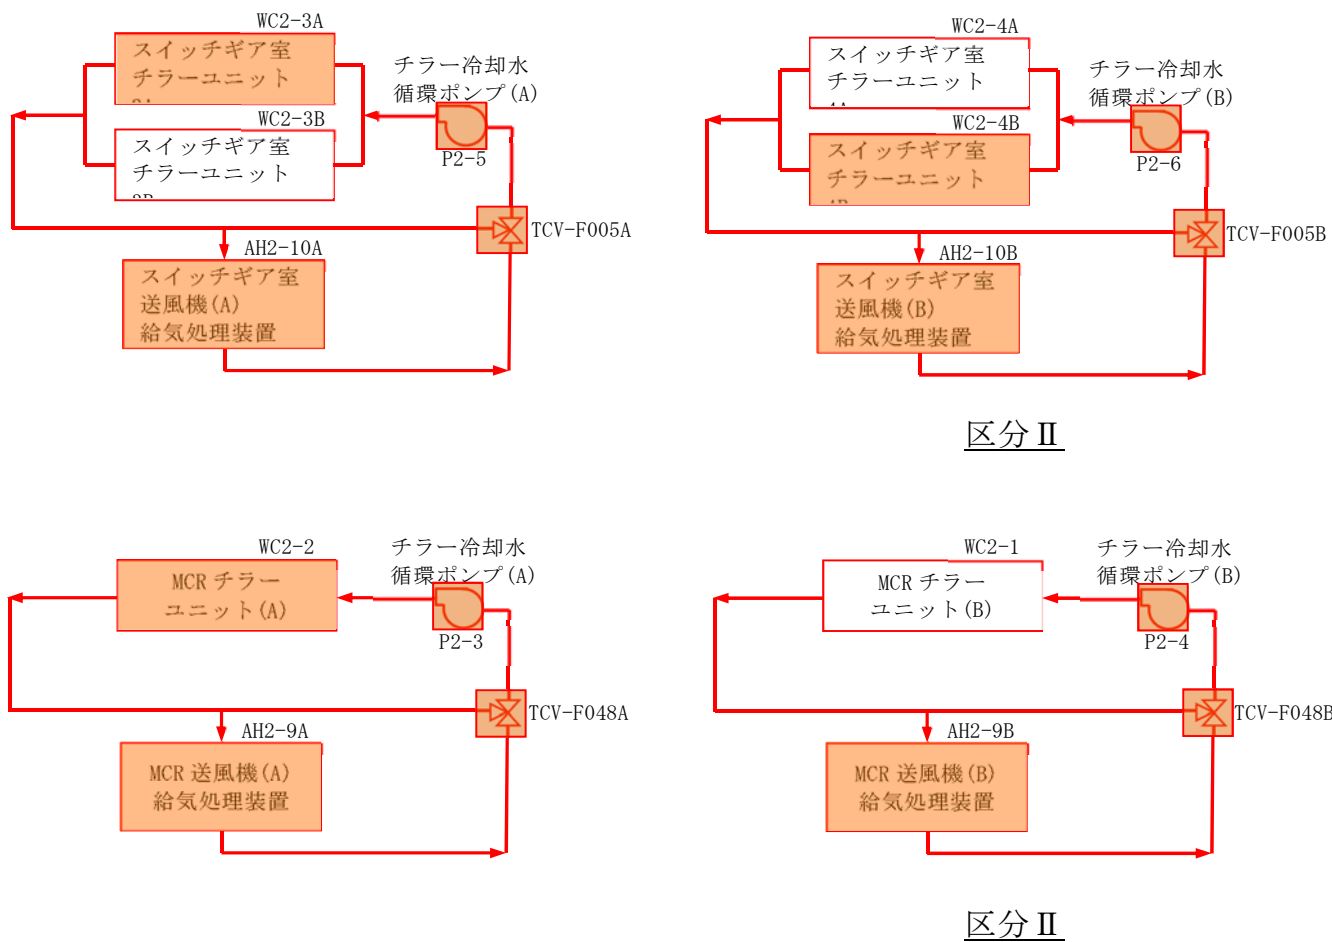 WC2-3A
スイッチギア室
チラーユニット
チラー冷却水
循環ポンプ(A)
WC2-3B
スイッチギア室
チラーユニット
P2-5
TCV-F005A
AH2-10A
スイッチギア室
送風機(A)
給気処理装置
WC2-4A
スイッチギア室
チラーユニット
チラー冷却水
循環ポンプ(B)
WC2-4B
スイッチギア室
チラーユニット
P2-6
TCV-F005B
AH2-10B
スイッチギア室
送風機(B)
給気処理装置
区分Ⅱ
WC2-2
MCR チラー
ユニット(A)
チラー冷却水
循環ポンプ(A)
P2-3
TCV-F048A
AH2-9A
MCR 送風機(A)
給気処理装置
WC2-1
MCR チラー
ユニット(B)
チラー冷却水
循環ポンプ(B)
P2-4
TCV-F048B
AH2-9B
MCR 送風機(B)
給気処理装置
区分Ⅱ